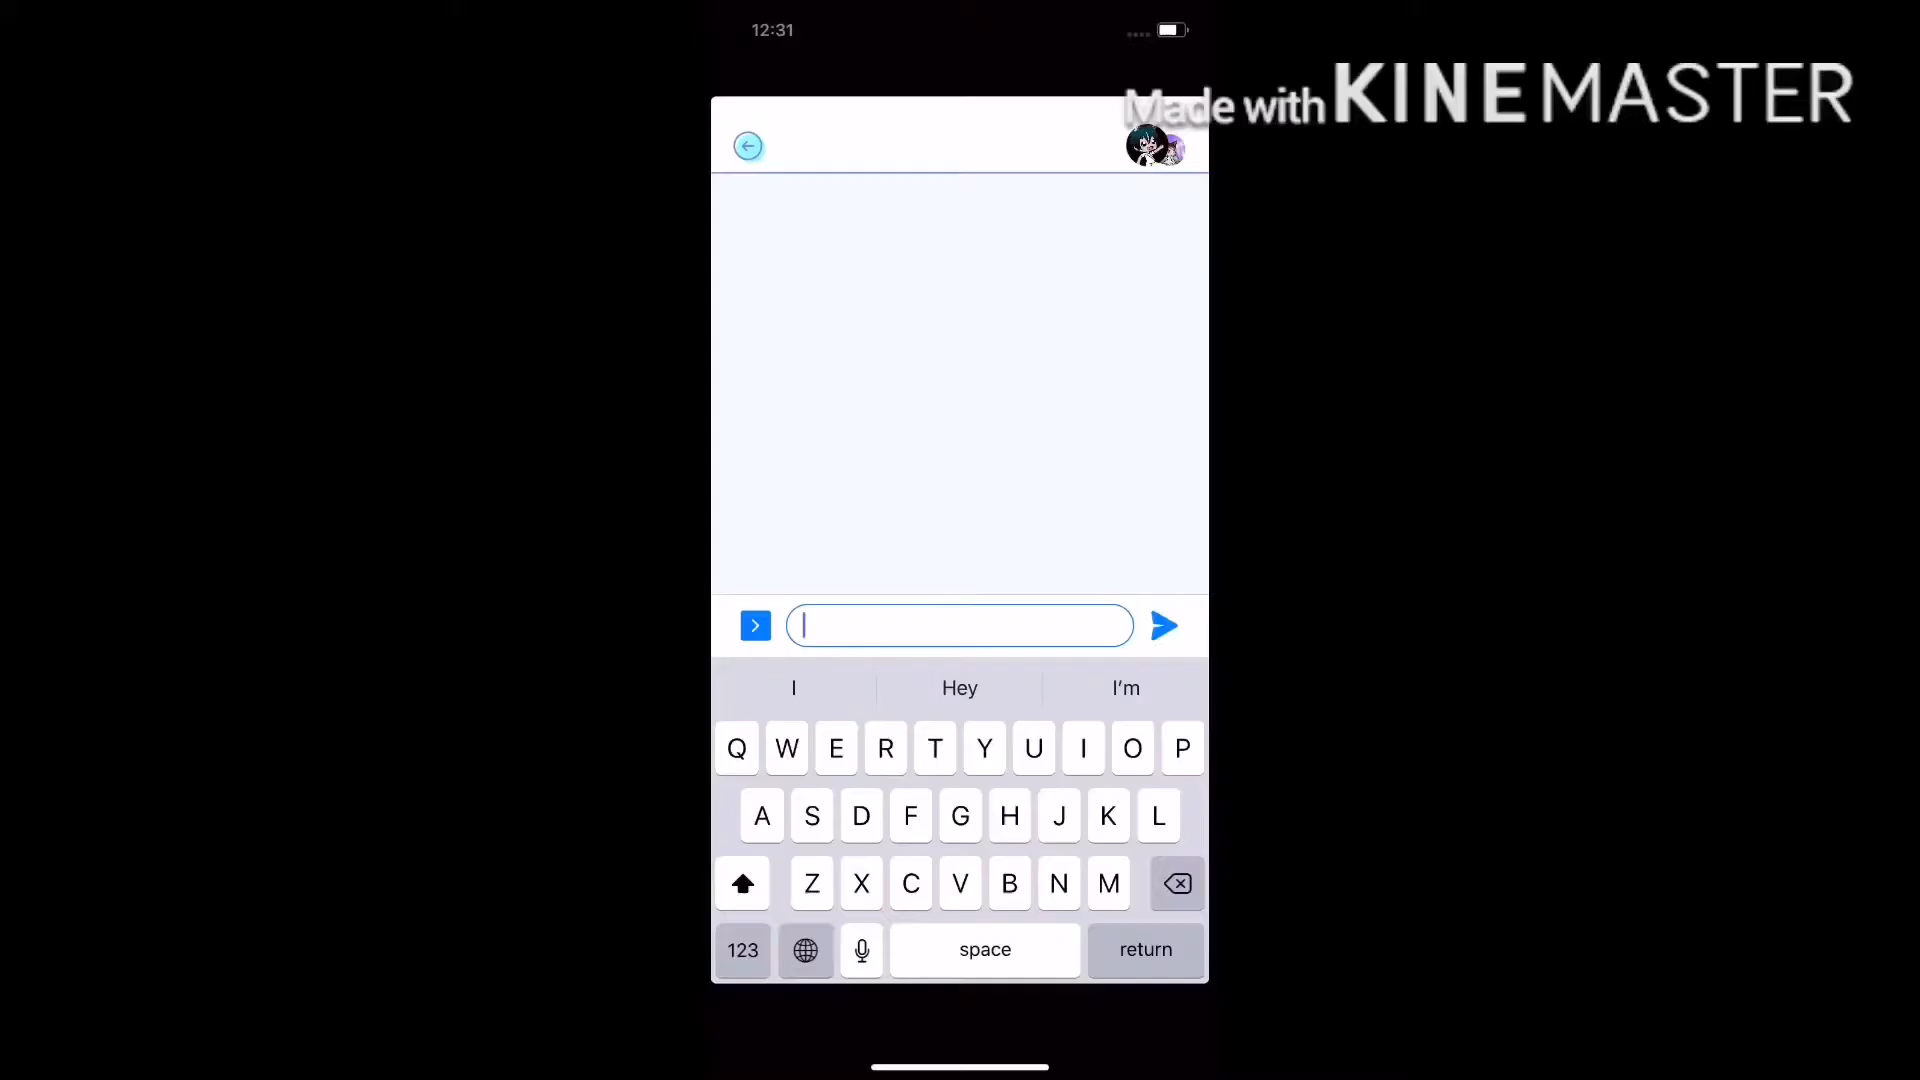 12:31
Made with KINEMASTER
I Hey I'm
Q W E R T Y U I O P
A S D F G H J K L
Z X C V B N M
123 space return